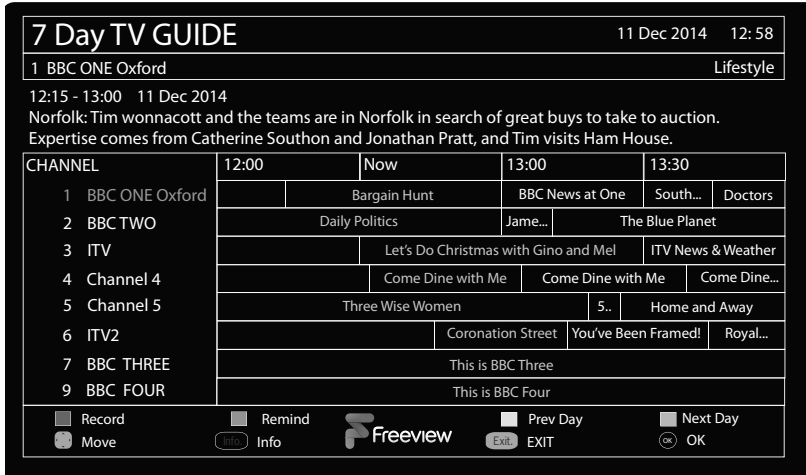 7 Day TV GUIDE 11 Dec 2014 12: 58
1 BBC ONE Oxford Lifestyle
12:15 - 13:00 11 Dec 2014
Norfolk: Tim wonnacott and the teams are in Norfolk in search of great buys to take to auction.
Expertise comes from Catherine Southon and Jonathan Pratt, and Tim visits Ham House.
CHANNEL 12:00 Now 13:00 13:30
1 BBC ONE Oxford Bargain Hunt BBC News at One South... Doctors
2 BBC TWO Daily Politics Jame... The Blue Planet
3 ITV Let's Do Christmas with Gino and Mel ITV News & Weather
4 Channel 4 Come Dine with Me Come Dine with Me Come Dine...
5 Channel 5 Three Wise Women 5.. Home and Away
6 ITV2 Coronation Street You've Been Framed! Royal...
7 BBC THREE This is BBC Three
9 BBC FOUR This is BBC Four
Record Remind Freeview Prev Day Next Day
Move Info. Info Exit. EXIT OK OK